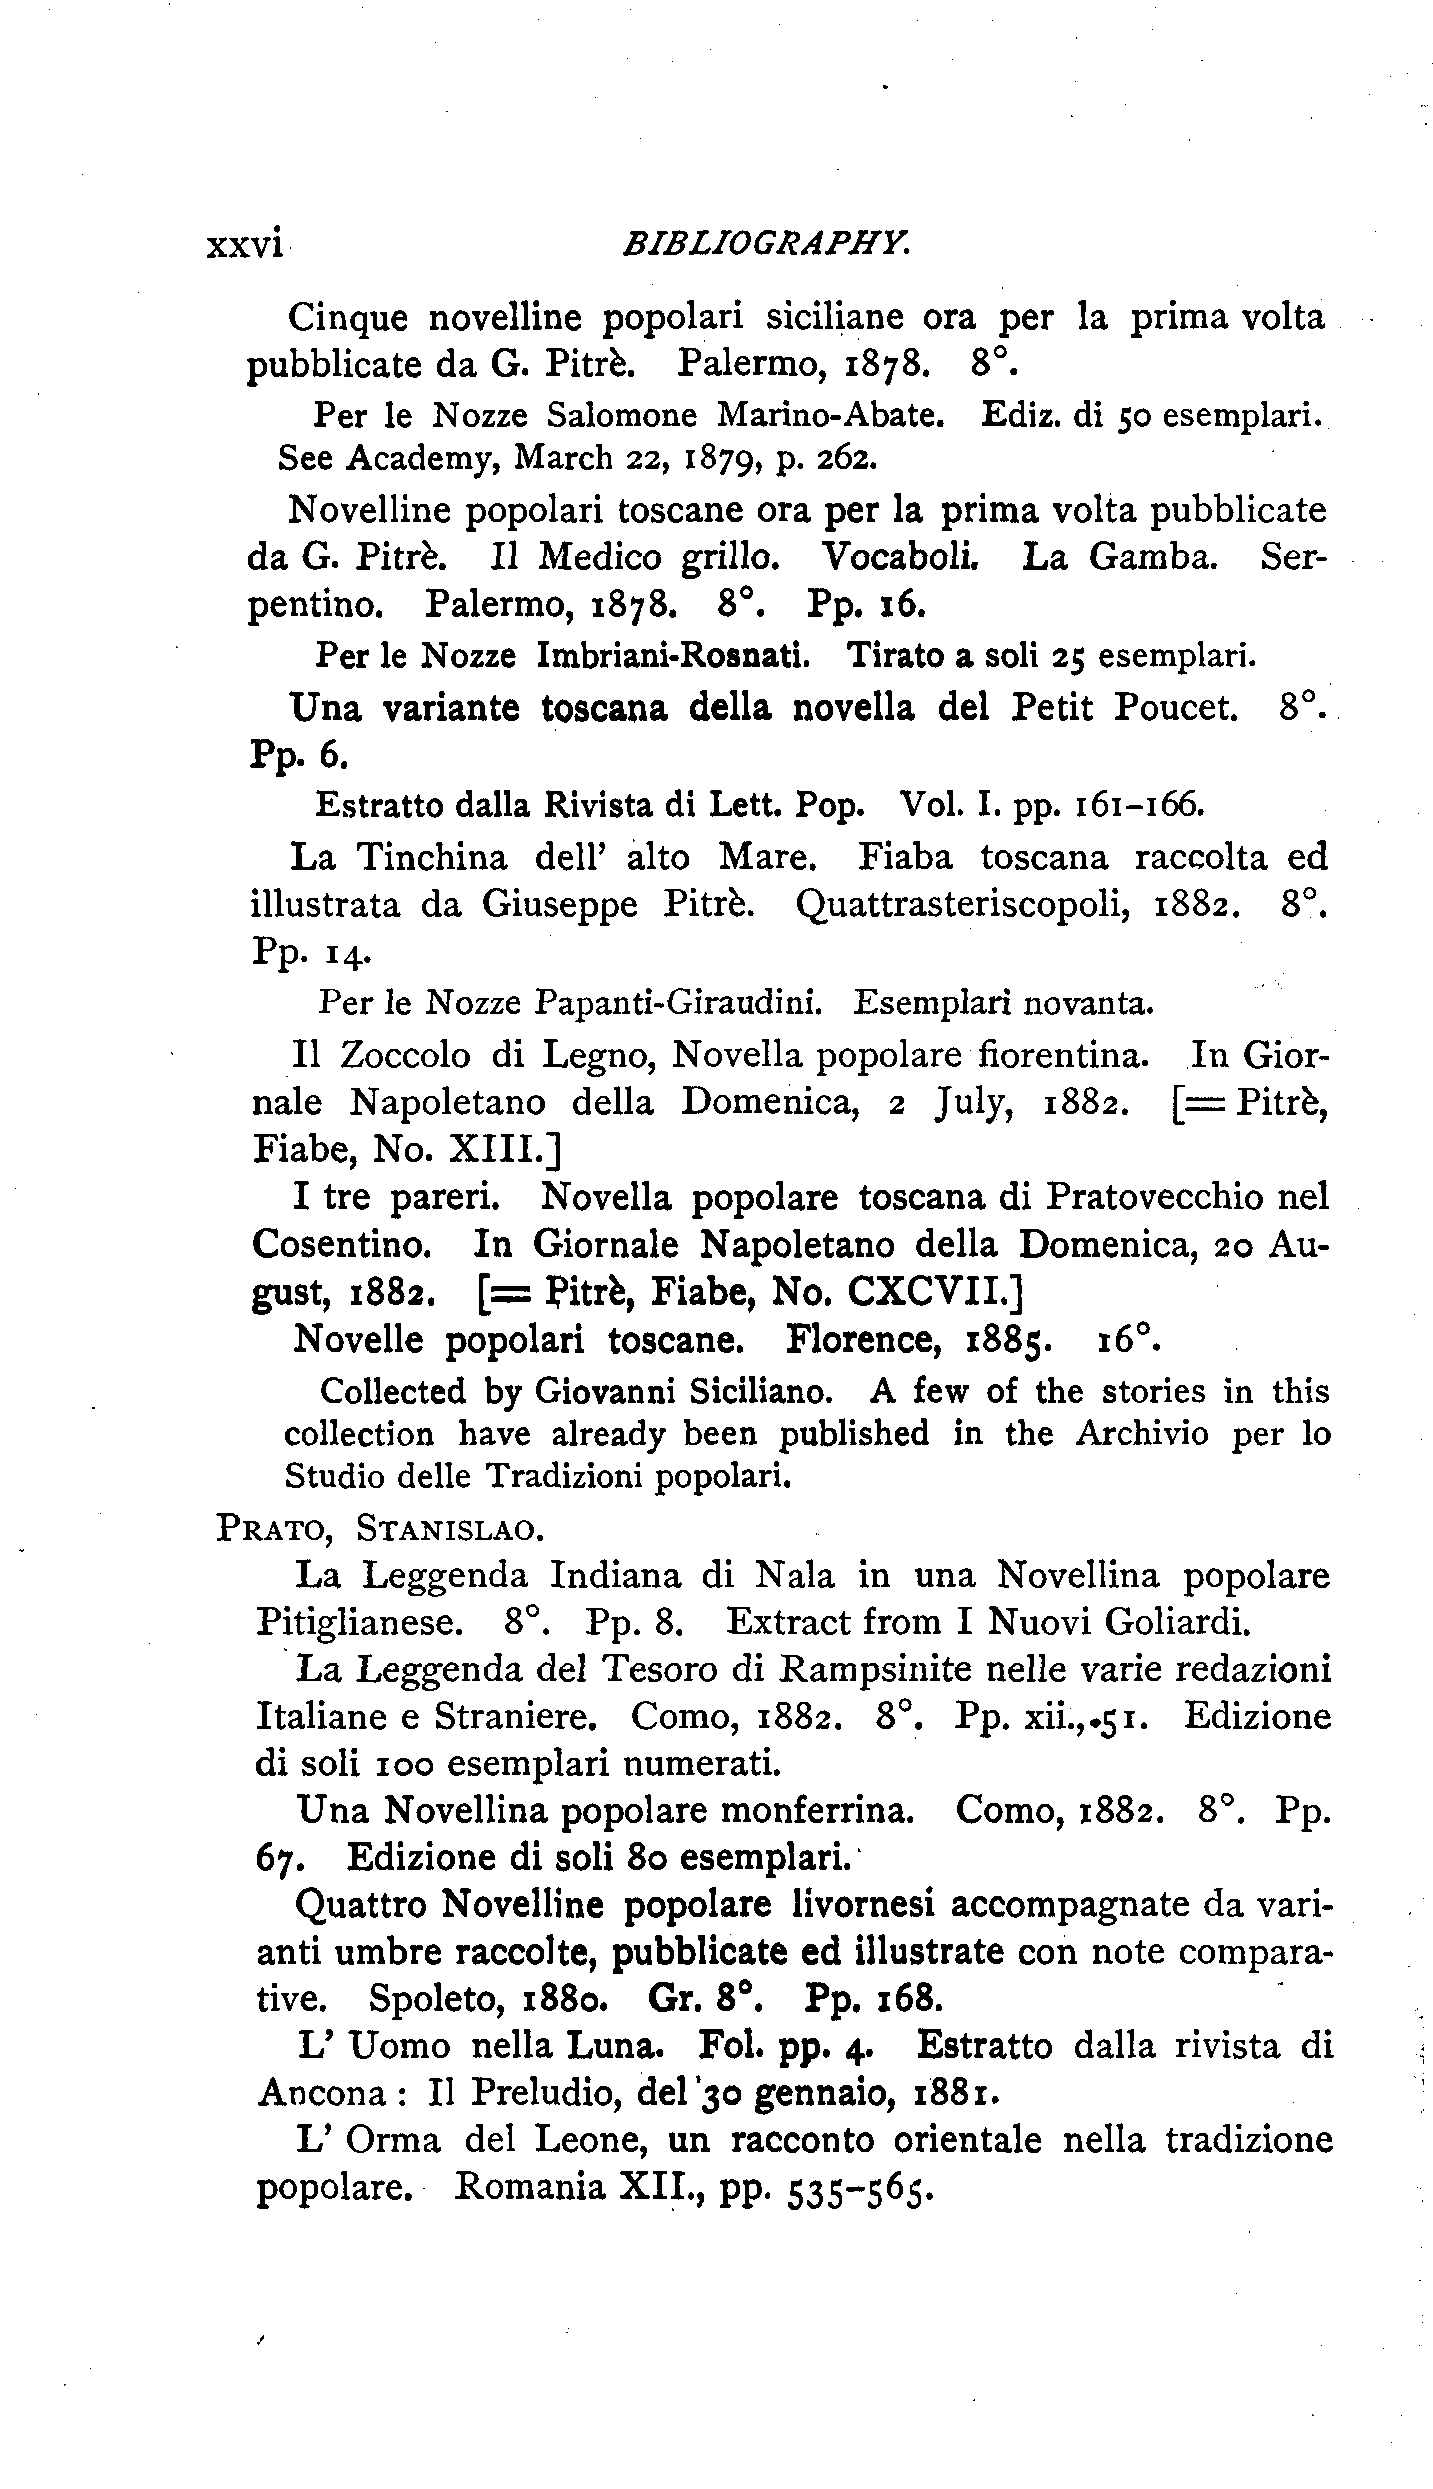 xxvi BIBLIOGRAPHY.
Cinque novelline popolari siciliane ora per la prima volta
pubblicate da G. Pitrè. Palermo, 1878. 8°.
Per le Nozze Salomone Marino-Abate. Ediz. di 50 esemplari.
See Academy, March 22, 1879, p. 262.
Novelline popolari toscane ora per la prima volta pubblicate
da G. Pitrè. Il Medico grillo. Vocaboli. La Gamba. Ser-
pentino. Palermo, 1878. 8°. Pp. 16.
Per le Nozze Imbriani-Rosnati. Tirato a soli 25 esemplari.
Una variante toscana della novella del Petit Poucet. 8°.
Pp. 6.
Estratto dalla Rivista di Lett. Pop. Vol. I. pp. 161–166.
La Tinchina dell' alto Mare. Fiaba toscana raccolta ed
illustrata da Giuseppe Pitrè. Quattrasteriscopoli, 1882. 8°.
Pp. 14.
Per le Nozze Papanti-Giraudini. Esemplari novanta.
Il Zoccolo di Legno, Novella popolare fiorentina. In Gior-
nale Napoletano della Domenica, 2 July, 1882. [= Pitrè,
Fiabe, No. XIII.]
I tre pareri. Novella popolare toscana di Pratovecchio nel
Cosentino. In Giornale Napoletano della Domenica, 20 Au-
gust, 1882. [= Pitrè, Fiabe, No. CXCVII.]
Novelle popolari toscane. Florence, 1885. 16°.
Collected by Giovanni Siciliano. A few of the stories in this
collection have already been published in the Archivio per lo
Studio delle Tradizioni popolari.
PRATO, STANISLAO.
La Leggenda Indiana di Nala in una Novellina popolare
Pitiglianese. 8°. Pp. 8. Extract from I Nuovi Goliardi.
La Leggenda del Tesoro di Rampsinite nelle varie redazioni
Italiane e Straniere. Como, 1882. 8°. Pp. xii., 51. Edizione
di soli 100 esemplari numerati.
Una Novellina popolare monferrina. Como, 1882. 8°. Pp.
67. Edizione di soli 80 esemplari.
Quattro Novelline popolare livornesi accompagnate da vari-
anti umbre raccolte, pubblicate ed illustrate con note compara-
tive. Spoleto, 1880. Gr. 8°. Pp. 168.
L' Uomo nella Luna. Fol. pp. 4. Estratto dalla rivista di
Ancona : Il Preludio, del 30 gennaio, 1881.
L' Orma del Leone, un racconto orientale nella tradizione
popolare. Romania XII., pp. 535–565.